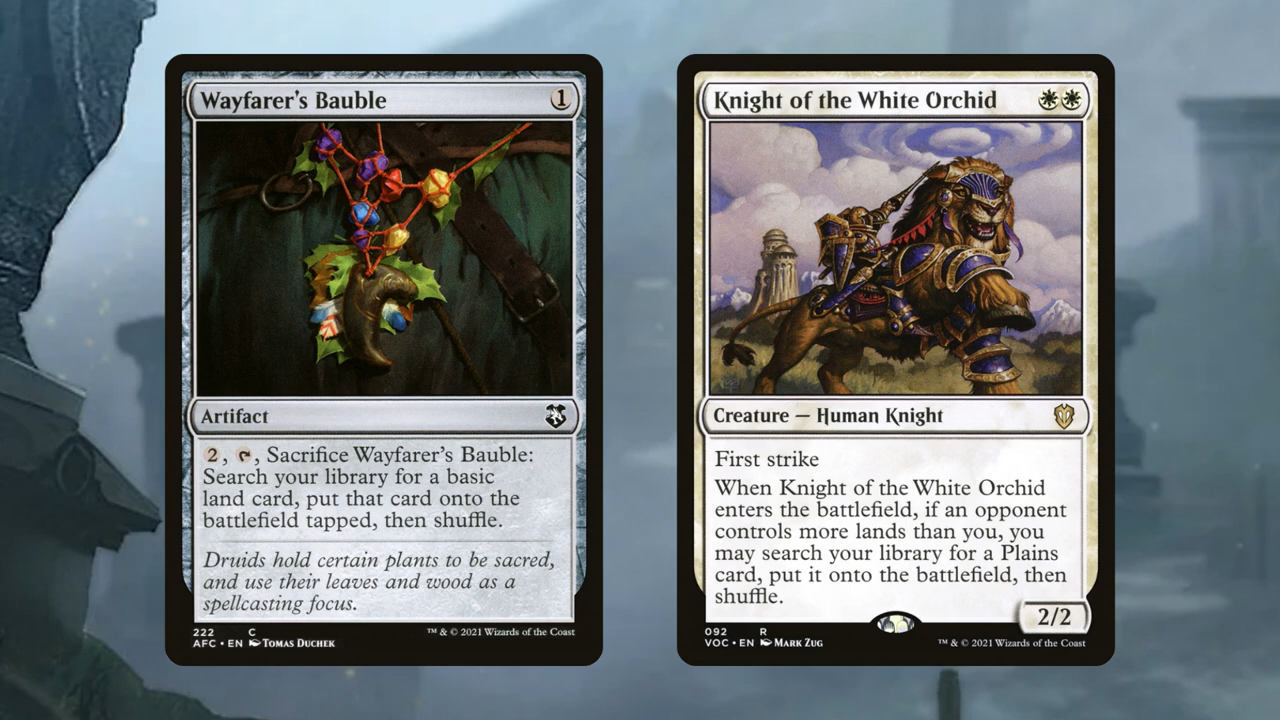 Wayfarer's Bauble 1
Artifact
2, , Sacrifice Wayfarer's Bauble:
Search your library for a basic
land card, put that card onto the
battlefield tapped, then shuffle.
Druids hold certain plants to be sacred,
and use their leaves and wood as a
spellcasting focus.
222 C
AFC • EN Tomas Duchek
™ & © 2021 Wizards of the Coast
Knight of the White Orchid
Creature — Human Knight
First strike
When Knight of the White Orchid
enters the battlefield, if an opponent
controls more lands than you, you
may search your library for a Plains
card, put it onto the battlefield, then
shuffle.
2/2
092 R
VOC • EN Mark Zug
™ & © 2021 Wizards of the Coast